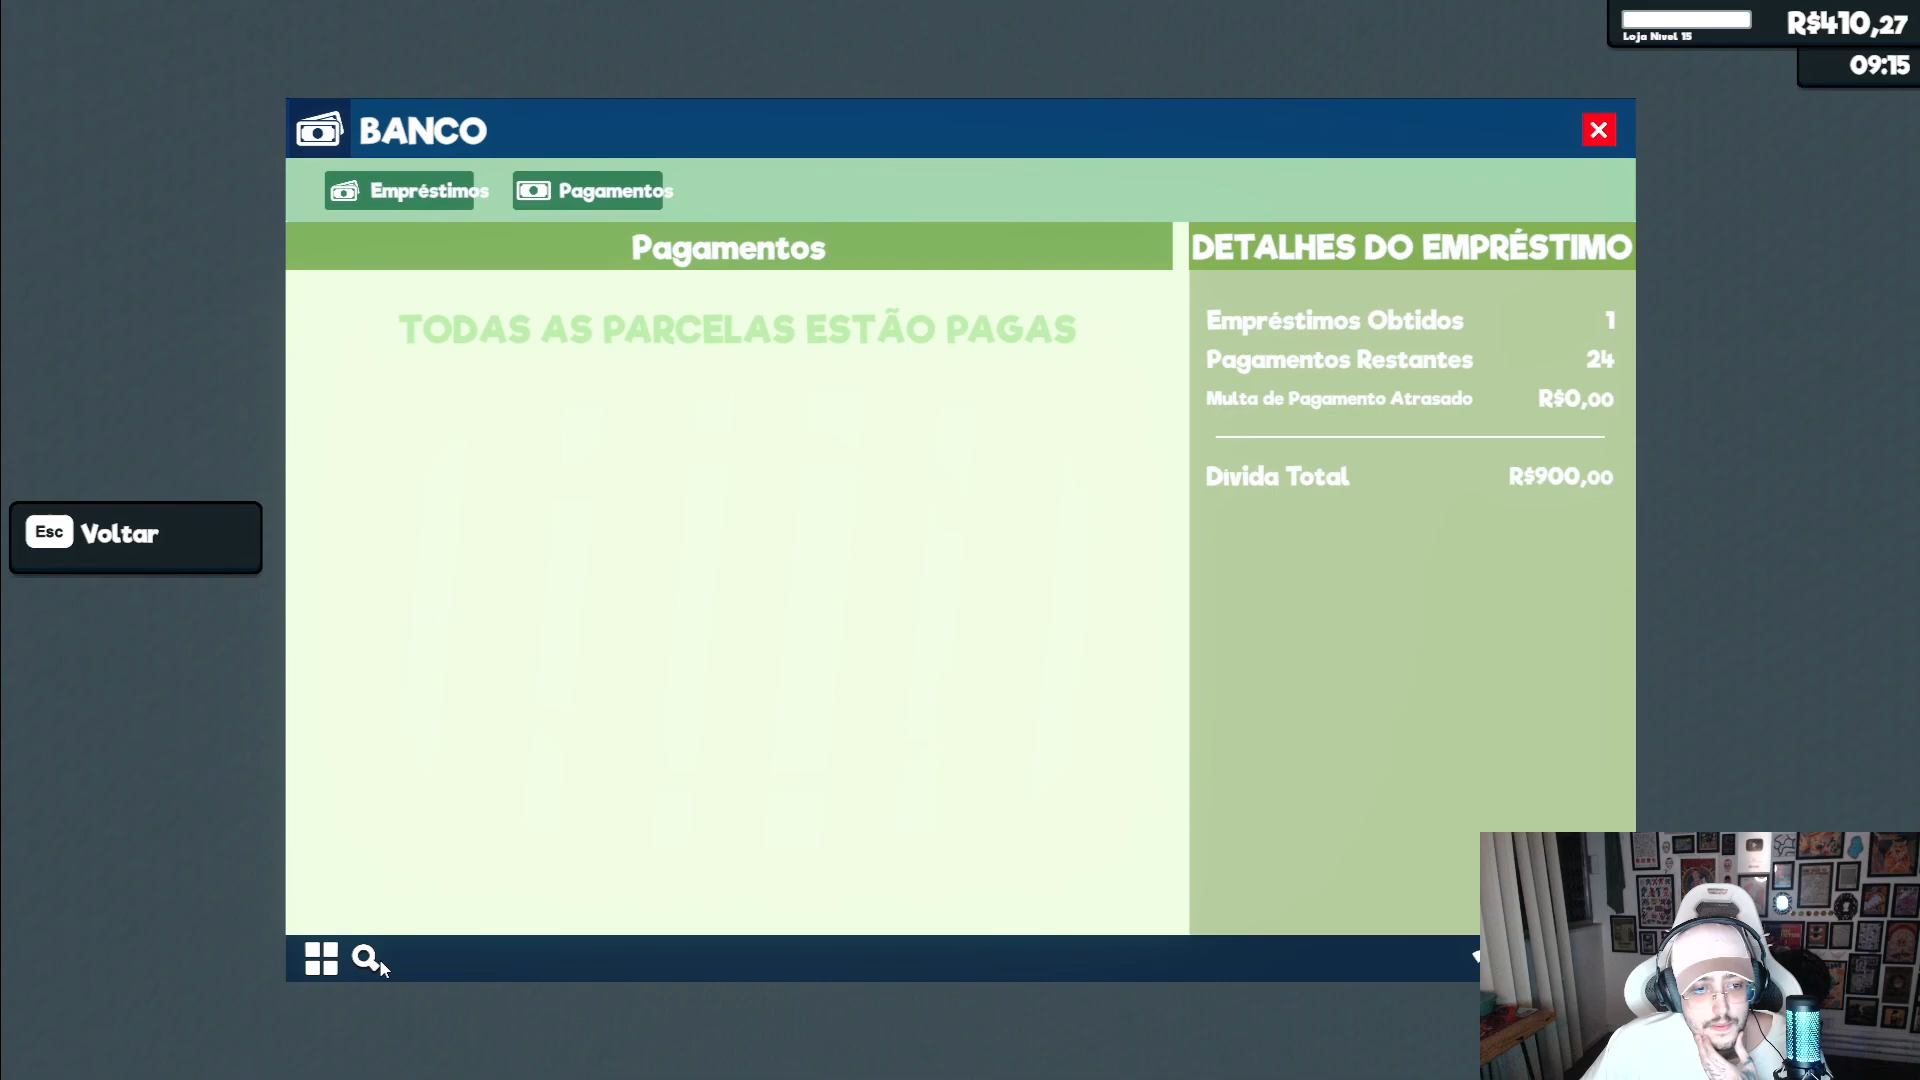 R$410,27
Loja Nível 15
09:15
BANCO
Empréstimos
Pagamentos
Pagamentos
DETALHES DO EMPRÉSTIMO
TODAS AS PARCELAS ESTÃO PAGAS
Empréstimos Obtidos 1
Pagamentos Restantes 24
Multa de Pagamento Atrasado R$0,00
Dívida Total R$900,00
Esc Voltar